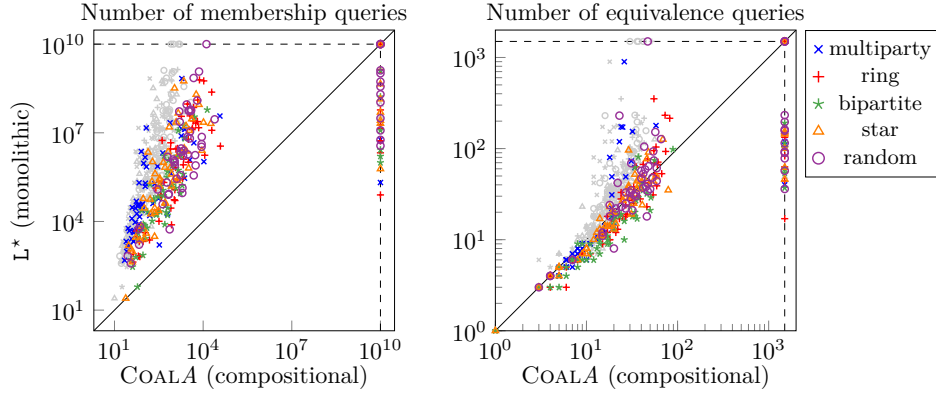 Number of membership queries
Number of equivalence queries
10^10
10^7
10^4
10^1
L* (monolithic)
10^1 10^4 10^7 10^10
COALA (compositional)
10^3
10^2
10^1
10^0
10^0 10^1 10^2 10^3
COALA (compositional)
multiparty
ring
bipartite
star
random